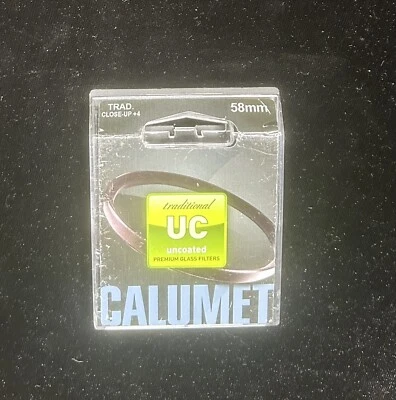 TRAD.
CLOSE-UP +4
58mm
traditional
UC
uncoated
PREMIUM GLASS FILTERS
CALUMET